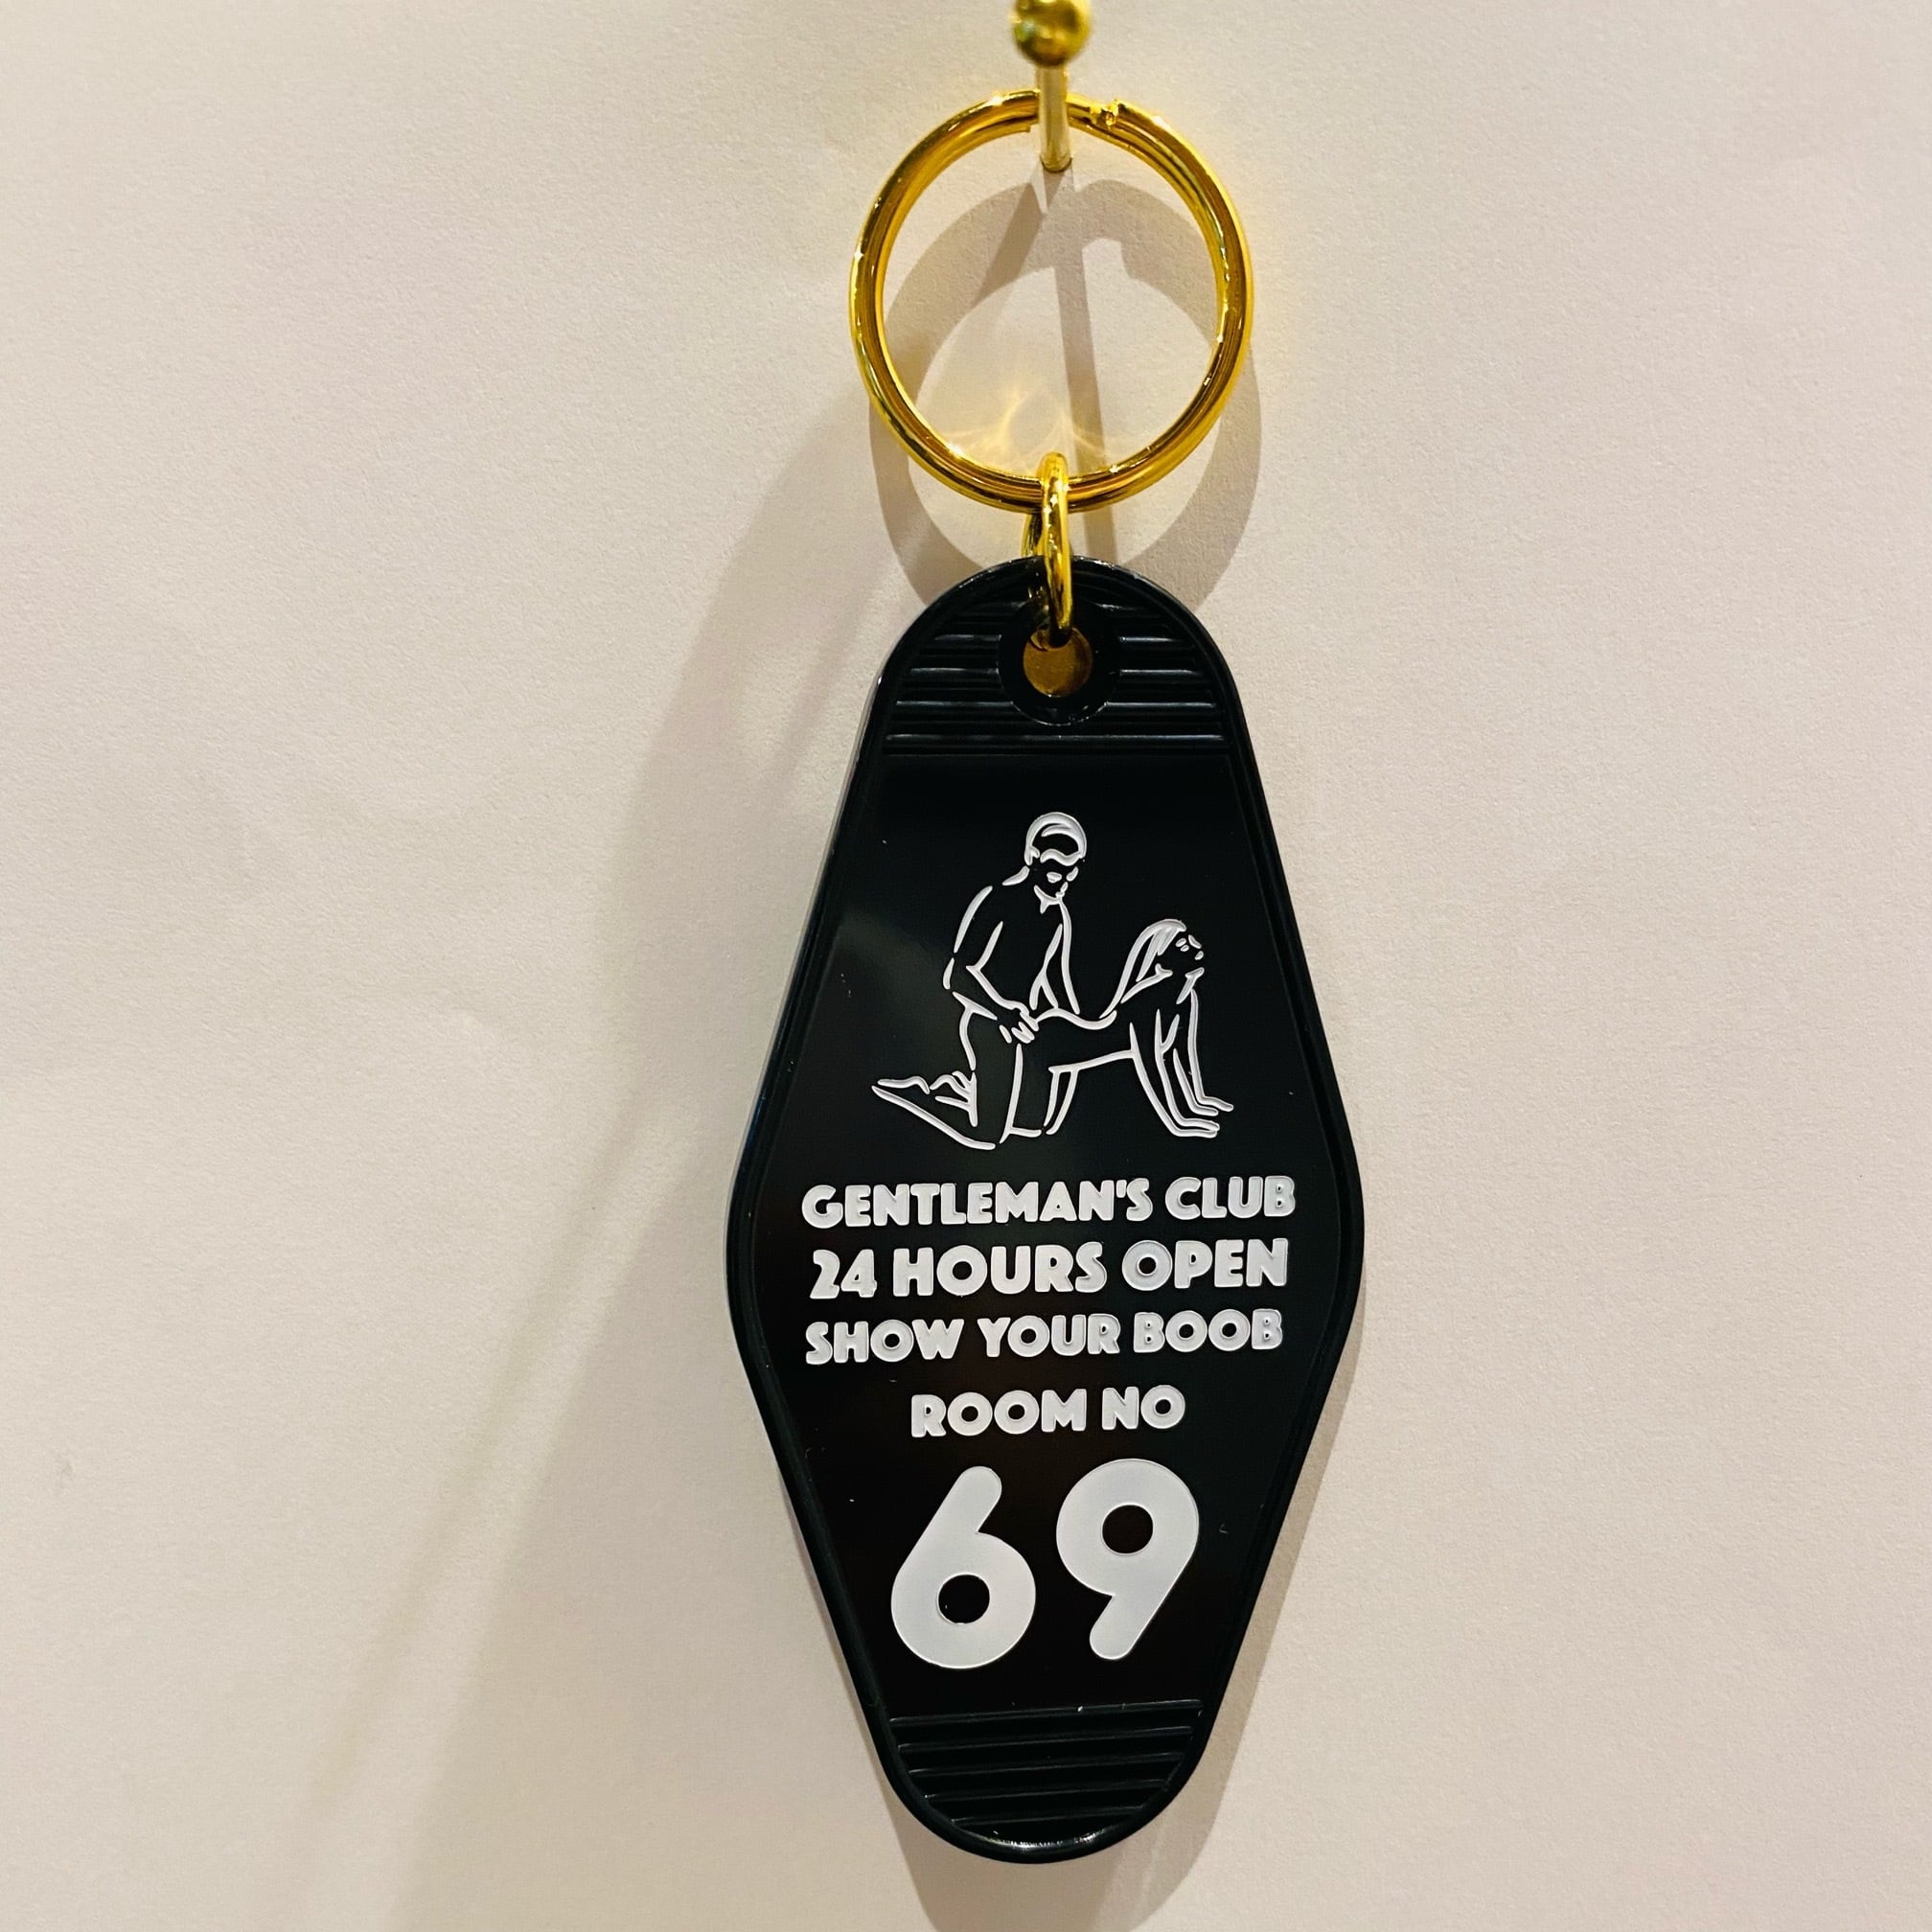 GENTLEMAN'S CLUB
24 HOURS OPEN
SHOW YOUR BOOB
ROOM NO
69